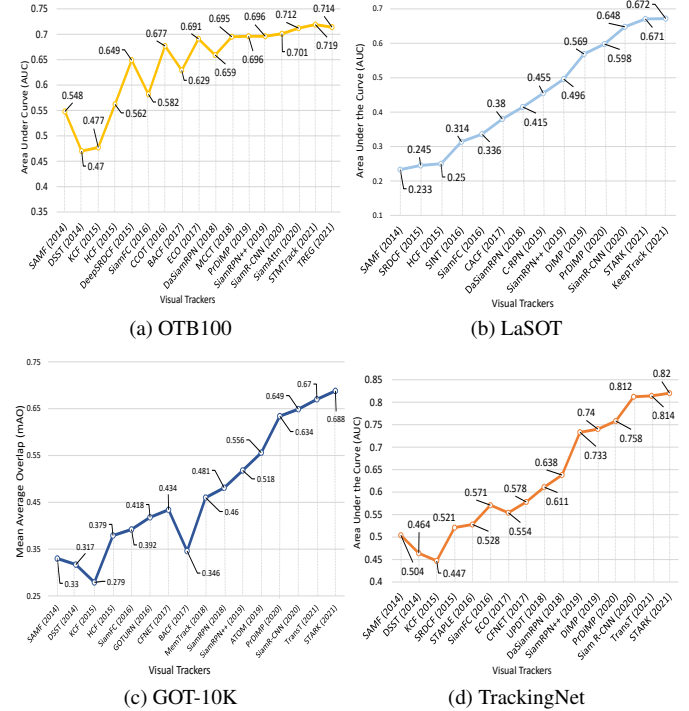 0.75
0.7
0.65
0.6
0.55
0.5
0.45
0.4
0.35
Area Under Curve (AUC)
0.548
0.47
0.477
0.562
0.649
0.582
0.677
0.629
0.691
0.659
0.695
0.696
0.696
0.701
0.712
0.719
0.714
SAMF (2014)
DSST (2014)
KCF (2015)
HCF (2015)
DeepSRDCF (2015)
SiamFC (2016)
CCOT (2016)
BACF (2017)
ECO (2017)
DaSiamRPN (2018)
MCCT (2018)
PrDiMP (2019)
SiamRPN++ (2019)
SiamR-CNN (2020)
SiamAttn (2020)
STMTrack (2021)
TREG (2021)
Visual Trackers
(a) OTB100
0.7
0.6
0.5
0.4
0.3
0.2
0.1
Area Under the Curve (AUC)
0.233
0.245
0.25
0.314
0.336
0.38
0.415
0.455
0.496
0.569
0.598
0.648
0.671
0.672
SAMF (2014)
SRDCF (2015)
HCF (2015)
SINT (2016)
SiamFC (2016)
CACF (2017)
DaSiamRPN (2018)
C-RPN (2019)
SiamRPN++ (2019)
DiMP (2019)
PrDiMP (2020)
SiamR-CNN (2020)
STARK (2021)
KeepTrack (2021)
Visual Trackers
(b) LaSOT
0.75
0.65
0.55
0.45
0.35
0.25
Mean Average Overlap (mAO)
0.33
0.317
0.279
0.379
0.392
0.418
0.434
0.346
0.46
0.481
0.518
0.556
0.634
0.649
0.67
0.688
SAMF (2014)
DSST (2014)
KCF (2015)
HCF (2015)
SiamFC (2016)
GOTURN (2016)
CFNET (2017)
BACF (2017)
MemTrack (2018)
SiamRPN (2018)
SiamRPN++ (2019)
ATOM (2019)
PrDiMP (2020)
SiamR-CNN (2020)
TransT (2021)
STARK (2021)
Visual Trackers
(c) GOT-10K
0.85
0.8
0.75
0.7
0.65
0.6
0.55
0.5
0.45
0.4
Area Under the Curve (AUC)
0.504
0.464
0.447
0.521
0.528
0.571
0.554
0.578
0.611
0.638
0.733
0.74
0.758
0.812
0.814
0.82
SAMF (2014)
DSST (2014)
KCF (2015)
SRDCF (2015)
STAPLE (2016)
SiamFC (2016)
ECO (2017)
CFNET (2017)
UPDT (2018)
DaSiamRPN (2018)
SiamRPN++ (2019)
DiMP (2019)
PrDiMP (2020)
Siam R-CNN (2020)
TransT (2021)
STARK (2021)
Visual Trackers
(d) TrackingNet